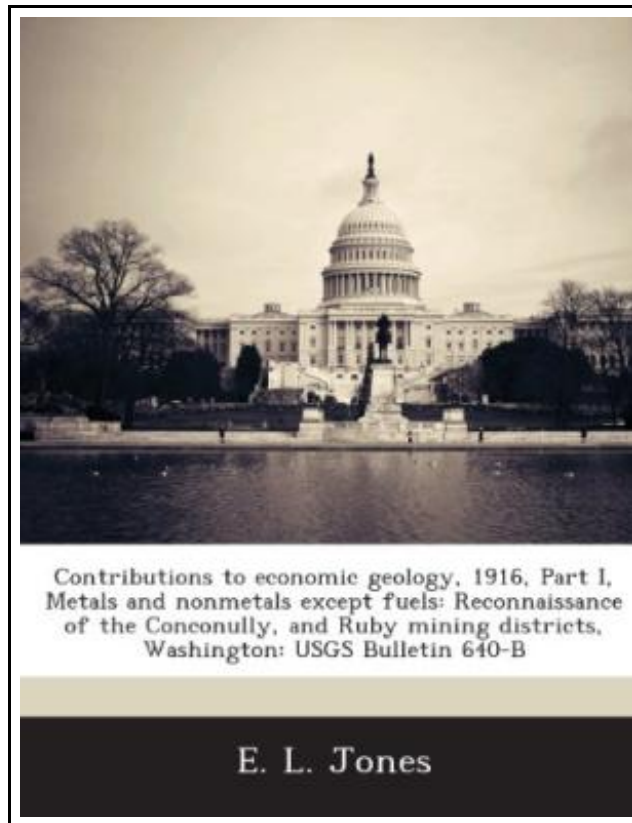 Contributions to economic geology, 1916, Part I,
Metals and nonmetals except fuels: Reconnaissance
of the Conconully, and Ruby mining districts,
Washington: USGS Bulletin 640-B
E. L. Jones